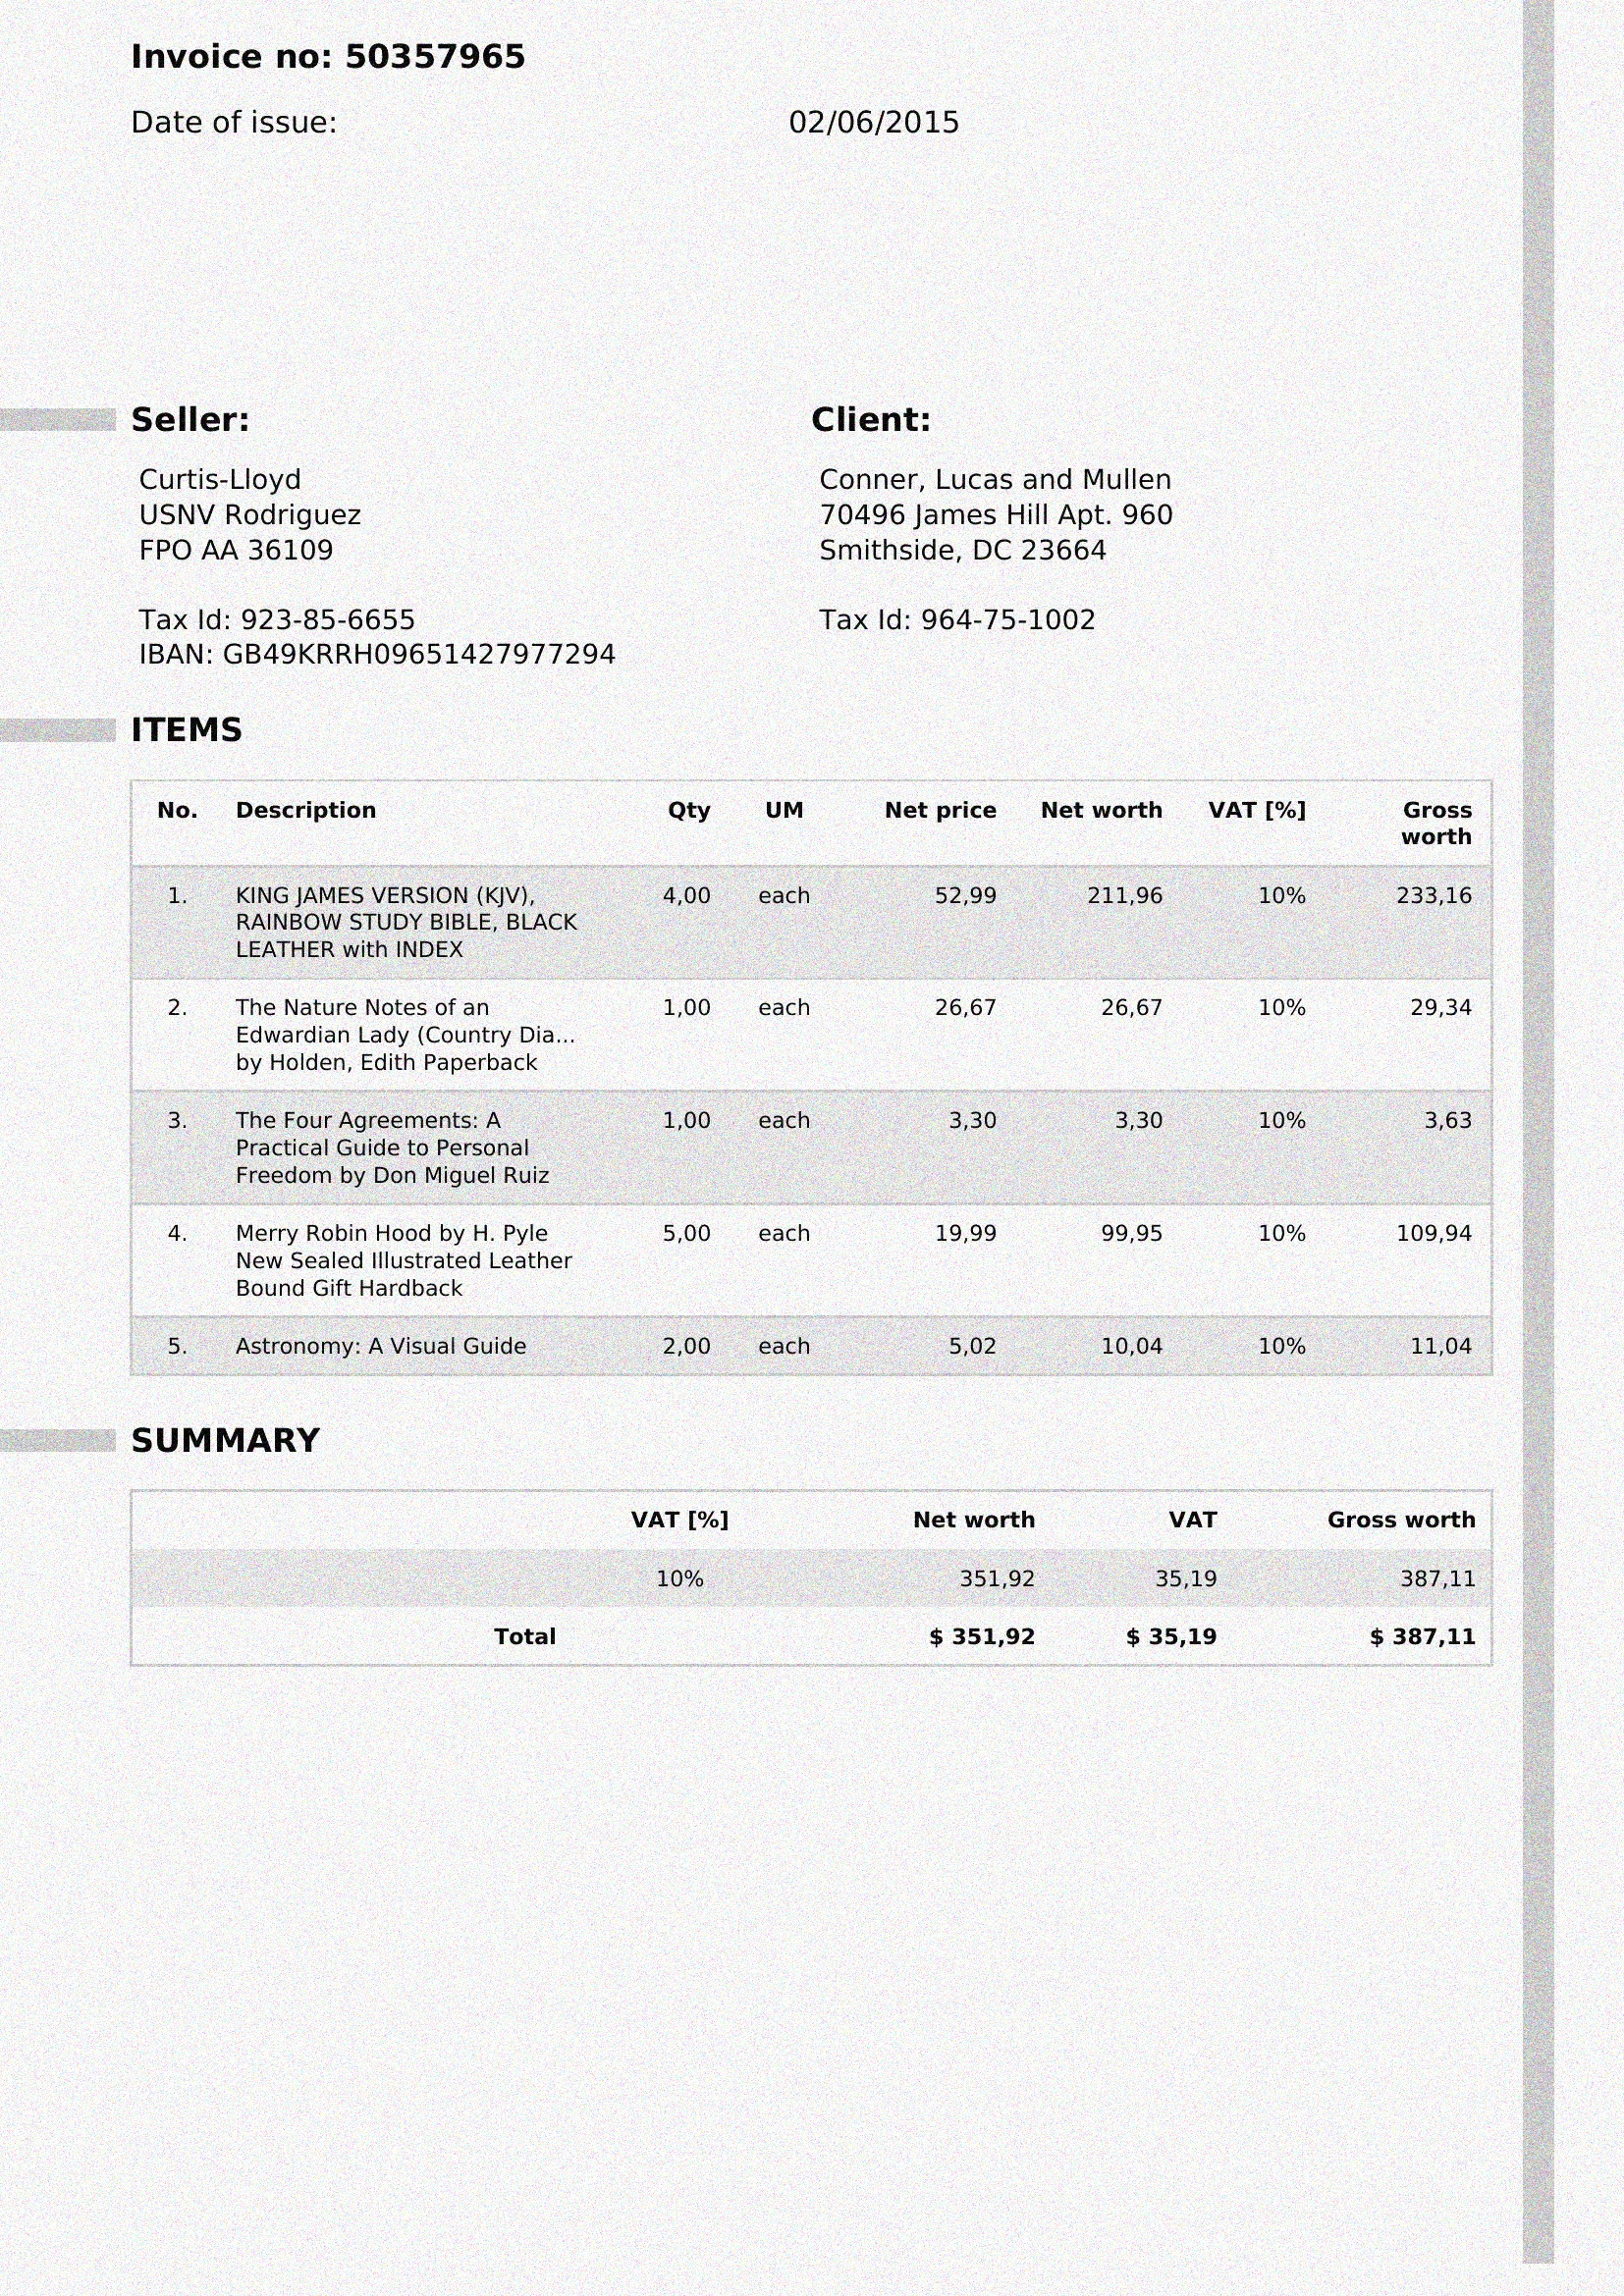 Invoice no: 50357965
Date of issue: 02/06/2015
Seller:
Curtis-Lloyd
USNV Rodriguez
FPO AA 36109
Tax Id: 923-85-6655
IBAN: GB49KRRH09651427977294
Client:
Conner, Lucas and Mullen
70496 James Hill Apt. 960
Smithside, DC 23664
Tax Id: 964-75-1002
ITEMS
No. Description Qty UM Net price Net worth VAT [%] Gross
worth
1. KING JAMES VERSION (KJV), 4,00 each 52,99 211,96 10% 233,16
RAINBOW STUDY BIBLE, BLACK
LEATHER with INDEX
2. The Nature Notes of an 1,00 each 26,67 26,67 10% 29,34
Edwardian Lady (Country Dia...
by Holden, Edith Paperback
3. The Four Agreements: A 1,00 each 3,30 3,30 10% 3,63
Practical Guide to Personal
Freedom by Don Miguel Ruiz
4. Merry Robin Hood by H. Pyle 5,00 each 19,99 99,95 10% 109,94
New Sealed Illustrated Leather
Bound Gift Hardback
5. Astronomy: A Visual Guide 2,00 each 5,02 10,04 10% 11,04
SUMMARY
VAT [%] Net worth VAT Gross worth
10% 351,92 35,19 387,11
Total $ 351,92 $ 35,19 $ 387,11